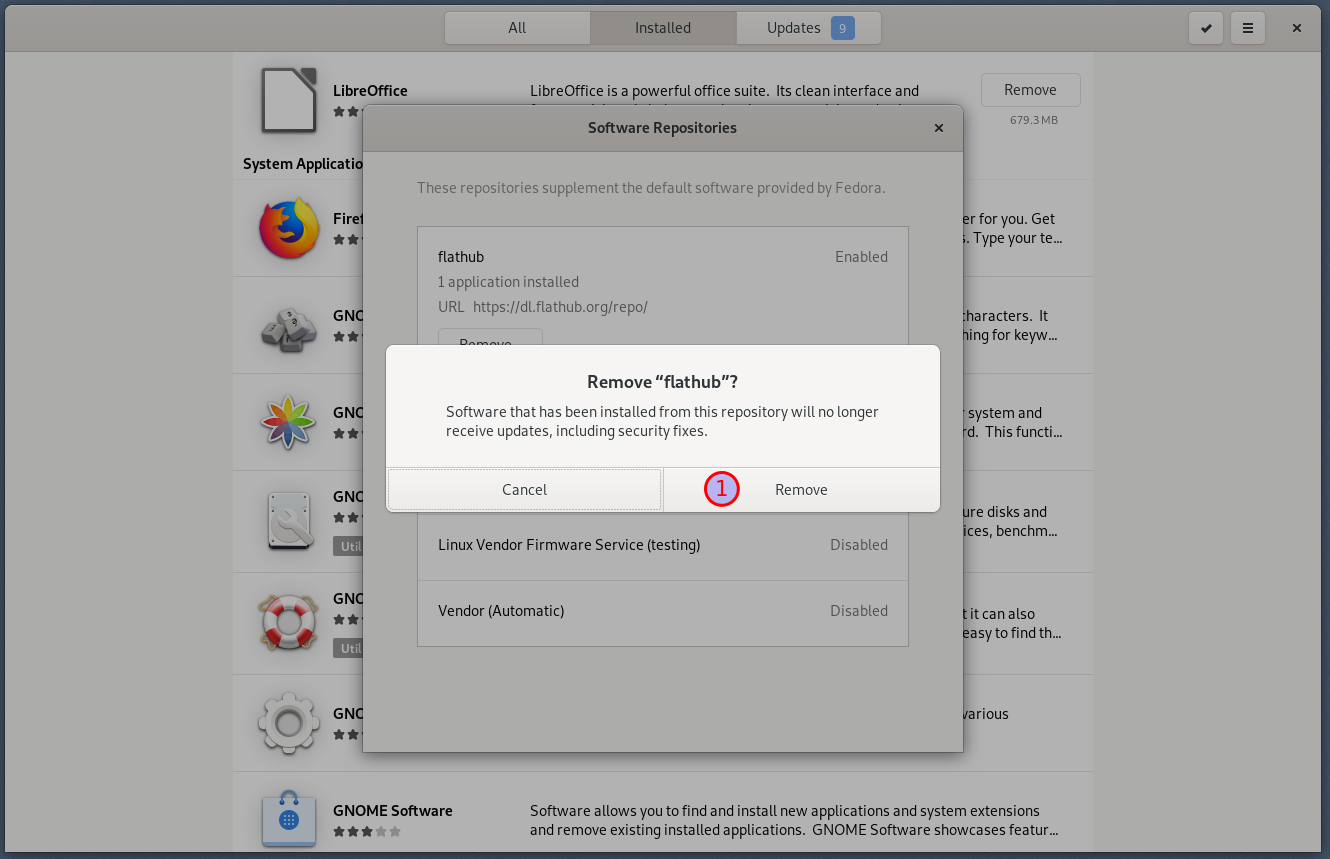 All
Installed
Updates 9
LibreOffice
LibreOffice is a powerful office suite. Its clean interface and
Remove
679.3 MB
Software Repositories
System Applicatio
These repositories supplement the default software provided by Fedora.
Firef
er for you. Get
s. Type your te...
flathub
Enabled
1 application installed
URL https://dl.flathub.org/repo/
Remove
GNO
characters. It
hing for keyw...
Remove “flathub”?
Software that has been installed from this repository will no longer
receive updates, including security fixes.
Cancel
1
Remove
GNO
r system and
rd. This functi...
GNO
Util
ure disks and
ices, benchm...
Linux Vendor Firmware Service (testing)
Disabled
Vendor (Automatic)
Disabled
GNO
Util
t it can also
easy to find th...
GNO
various
GNOME Software
Software allows you to find and install new applications and system extensions
and remove existing installed applications. GNOME Software showcases featur...